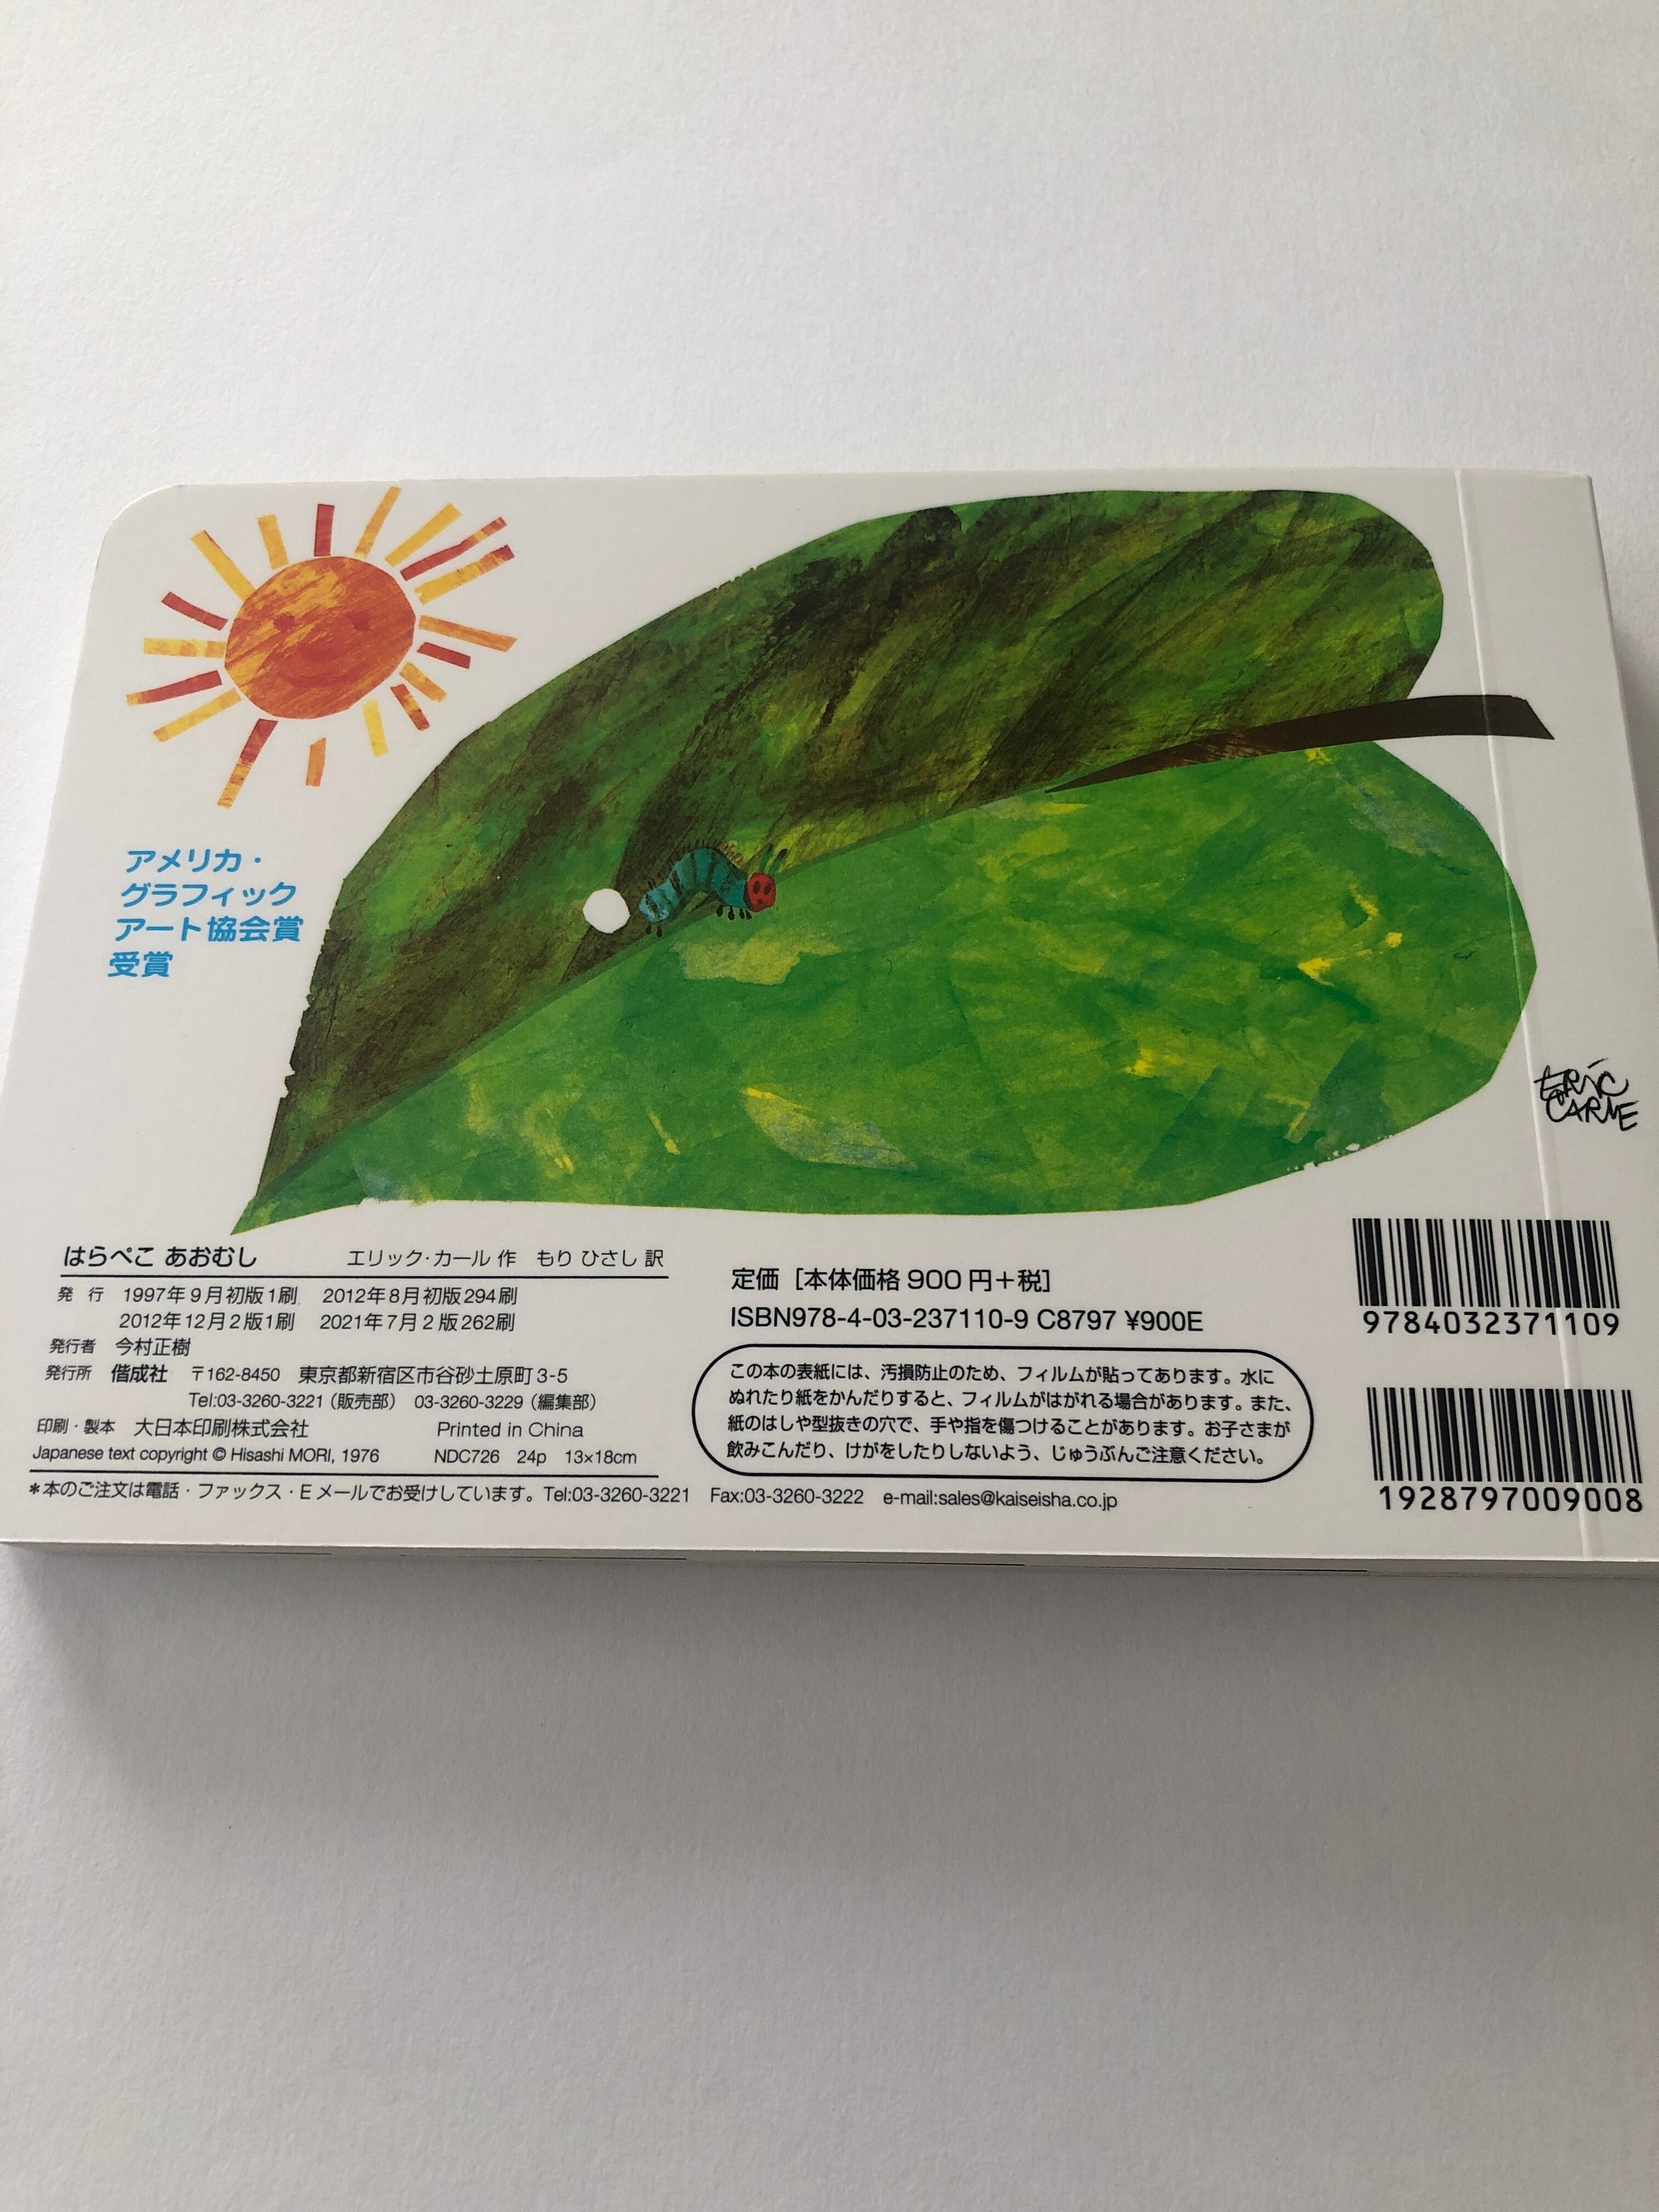 アメリカ・
グラフィック
アート協会賞
受賞
ERIC
CARLE
はらぺこ あおむし エリック・カール 作 もり ひさし 訳
発 行 1997年9月初版1刷 2012年8月初版294刷
2012年12月2版1刷 2021年7月2版262刷
発行者 今村正樹
発行所 偕成社 〒162-8450 東京都新宿区市谷砂土原町3-5
Tel:03-3260-3221（販売部） 03-3260-3229（編集部）
印刷・製本 大日本印刷株式会社 Printed in China
Japanese text copyright © Hisashi MORI, 1976 NDC726 24p 13×18cm
＊本のご注文は電話・ファックス・Eメールでお受けしています。Tel:03-3260-3221 Fax:03-3260-3222 e-mail:sales@kaiseisha.co.jp
定価［本体価格900円＋税］
ISBN978-4-03-237110-9 C8797 ¥900E
この本の表紙には、汚損防止のため、フィルムが貼ってあります。水に
ぬれたり紙をかんだりすると、フィルムがはがれる場合があります。また、
紙のはしや型抜きの穴で、手や指を傷つけることがあります。お子さまが
飲みこんだり、けがをしたりしないよう、じゅうぶんご注意ください。
9784032371109
1928797009008